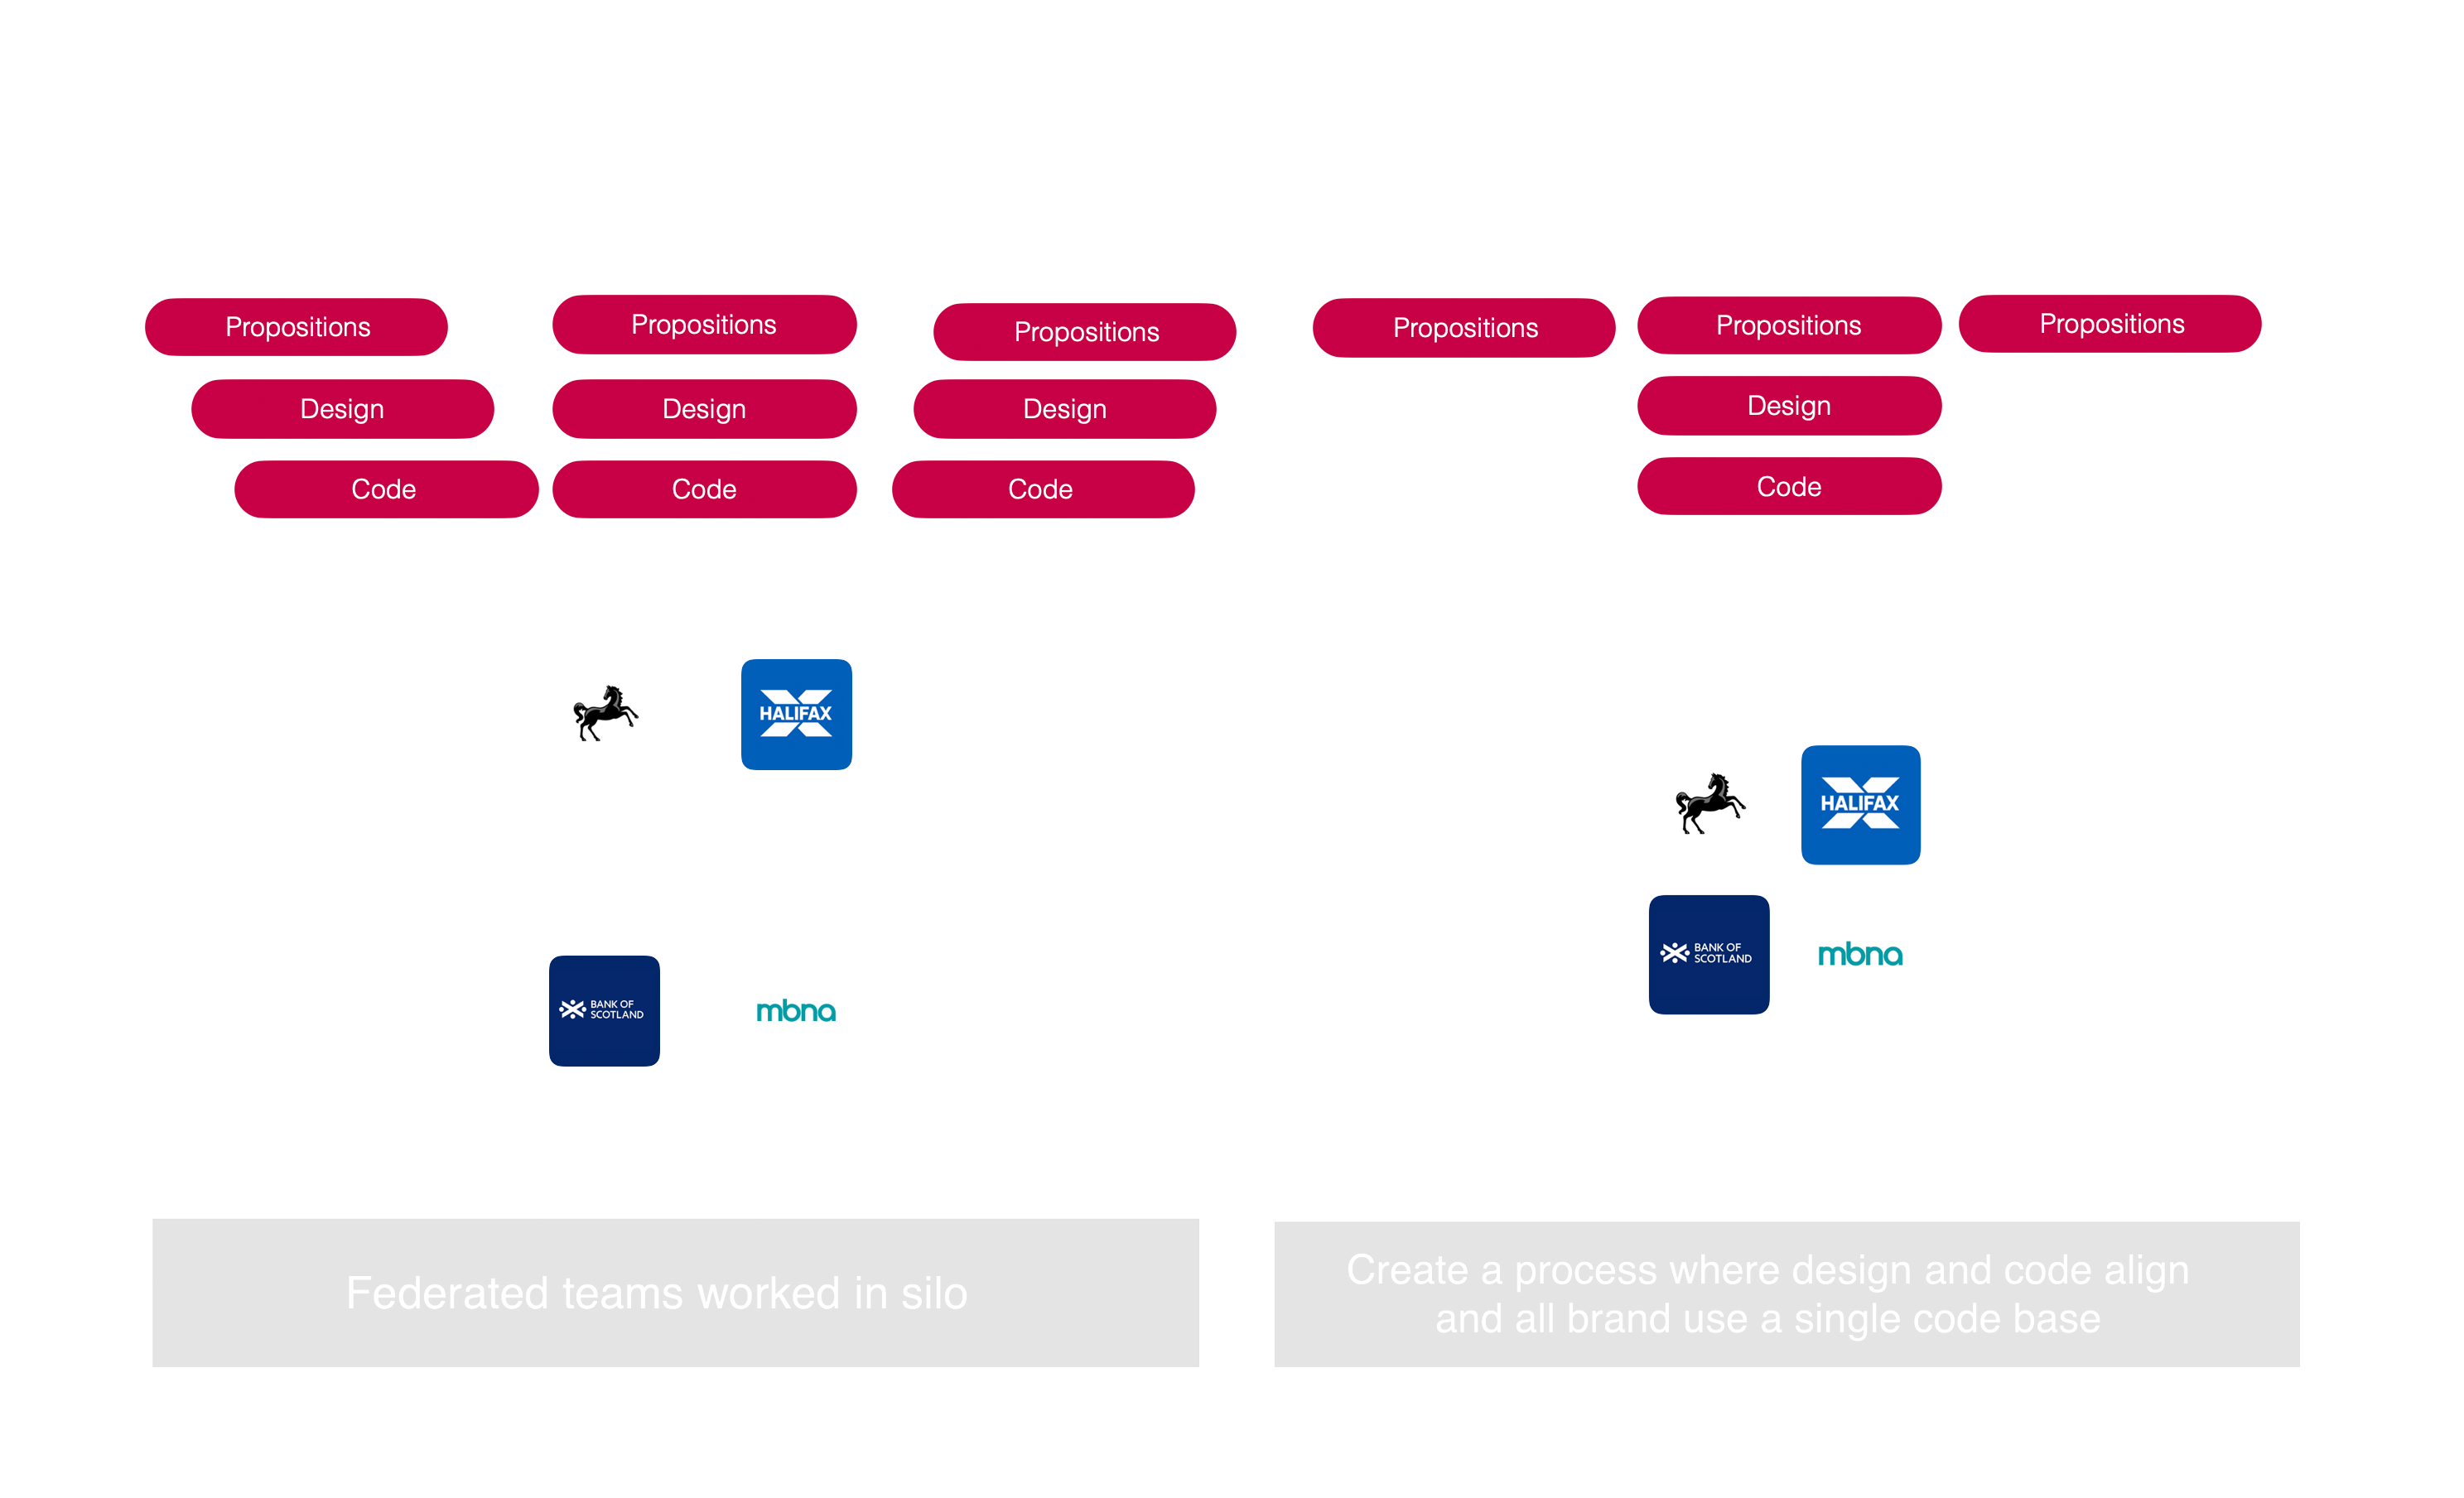 Propositions
Design
Code
Propositions
Design
Code
Propositions
Design
Code
HALIFAX
BANK OF
SCOTLAND
mbna
Federated teams worked in silo
Propositions
Propositions
Propositions
Design
Code
HALIFAX
BANK OF
SCOTLAND
mbna
Create a process where design and code align
and all brand use a single code base